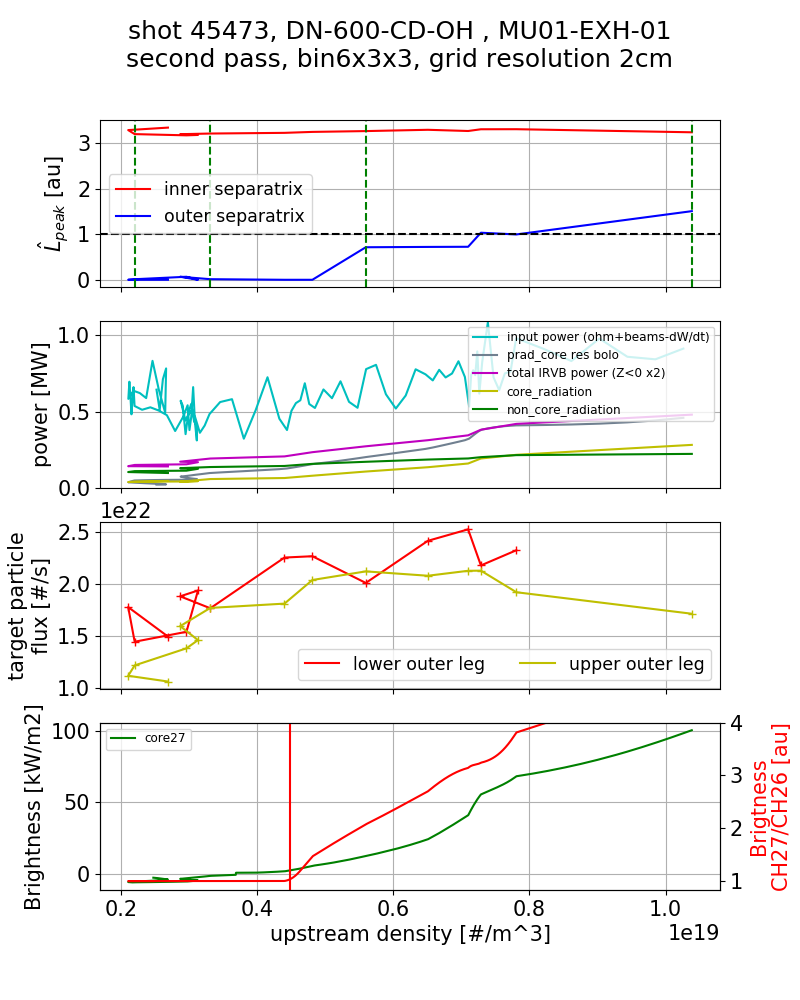 shot 45473, DN-600-CD-OH , MU01-EXH-01
second pass, bin6x3x3, grid resolution 2cm
L̂peak [au]
3
2
1
0
inner separatrix
outer separatrix
power [MW]
1.0
0.5
0.0
input power (ohm+beams-dW/dt)
prad_core res bolo
total IRVB power (Z<0 x2)
core_radiation
non_core_radiation
1e22
target particle
flux [#/s]
2.5
2.0
1.5
1.0
lower outer leg
upper outer leg
Brightness [kW/m2]
100
50
0
core27
4
3
2
1
Brigtness
CH27/CH26 [au]
0.2
0.4
0.6
0.8
1.0
upstream density [#/m^3]
1e19